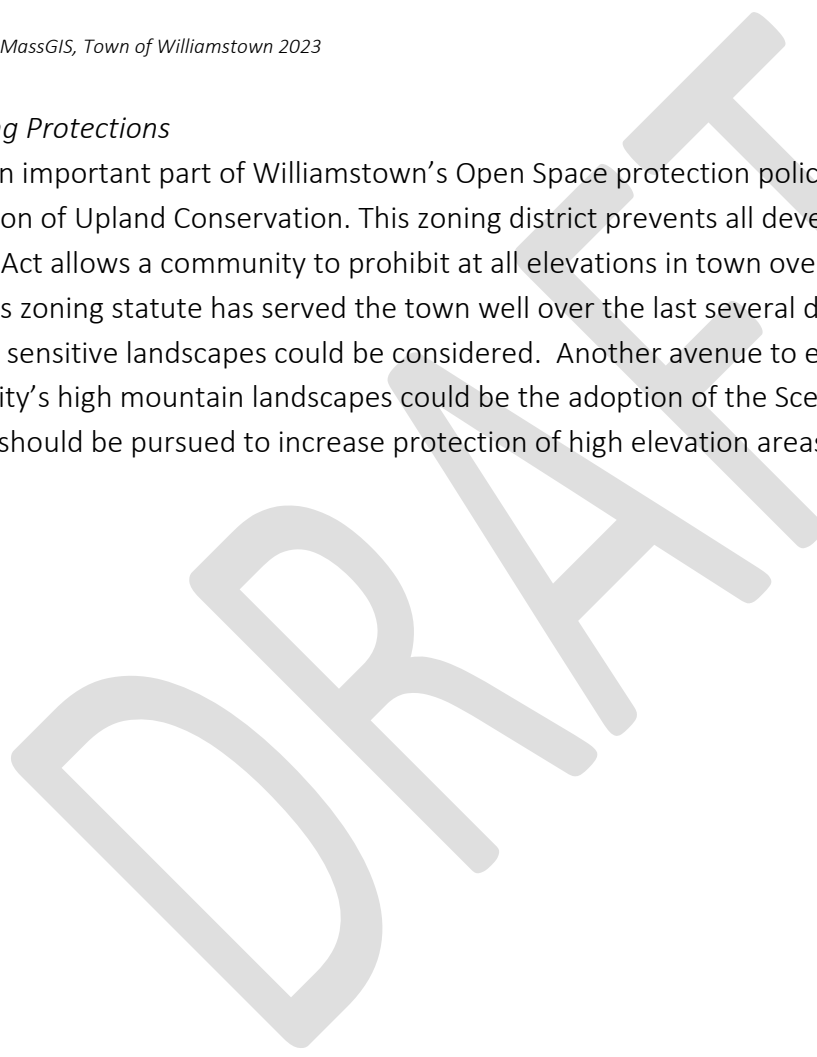 MassGIS, Town of Williamstown 2023
g Protections
n important part of Williamstown’s Open Space protection polic
on of Upland Conservation. This zoning district prevents all deve
Act allows a community to prohibit at all elevations in town ove
s zoning statute has served the town well over the last several d
sensitive landscapes could be considered.  Another avenue to e
ity’s high mountain landscapes could be the adoption of the Sce
should be pursued to increase protection of high elevation areas
DRAFT